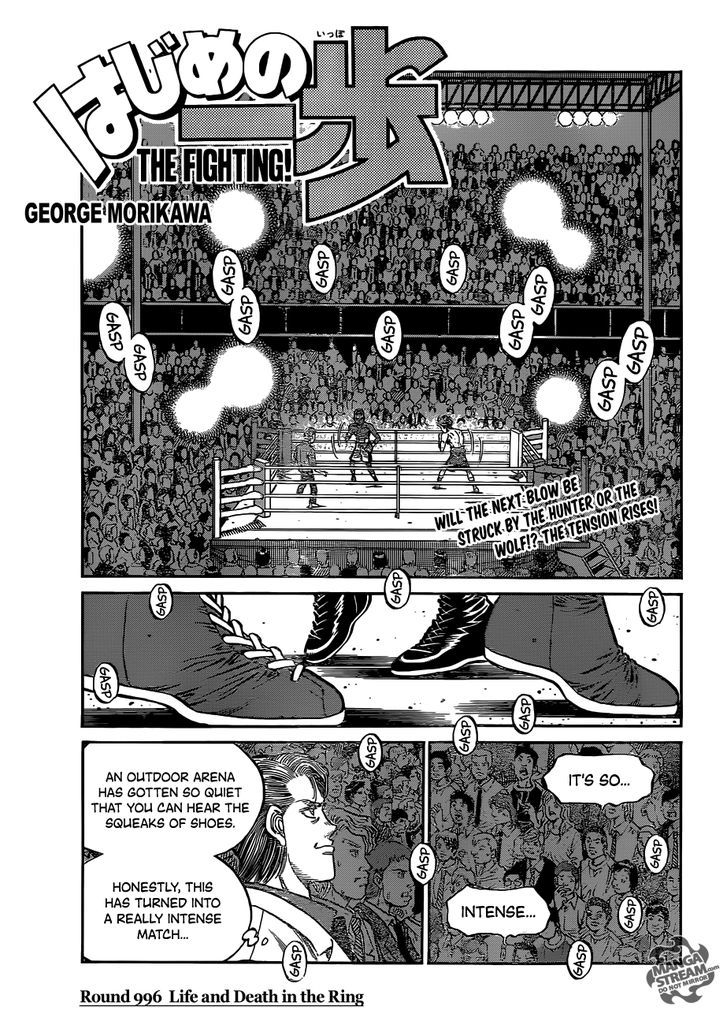 いっぽ
はじめの一歩
THE FIGHTING!
GEORGE MORIKAWA
GASP
GASP
GASP
GASP
GASP
GASP
GASP
GASP
GASP
GASP
GASP
WILL THE NEXT BLOW BE
STRUCK BY THE HUNTER OR THE
WOLF!? THE TENSION RISES!
GASP
GASP
GASP
GASP
GASP
GASP
GASP
AN OUTDOOR ARENA
HAS GOTTEN SO QUIET
THAT YOU CAN HEAR THE
SQUEAKS OF SHOES.
HONESTLY, THIS
HAS TURNED INTO
A REALLY INTENSE
MATCH...
GASP
GASP
IT'S SO...
INTENSE...
GASP
GASP
GASP
Round 996 Life and Death in the Ring
MANGA
STREAM.com
DO NOT MIRROR